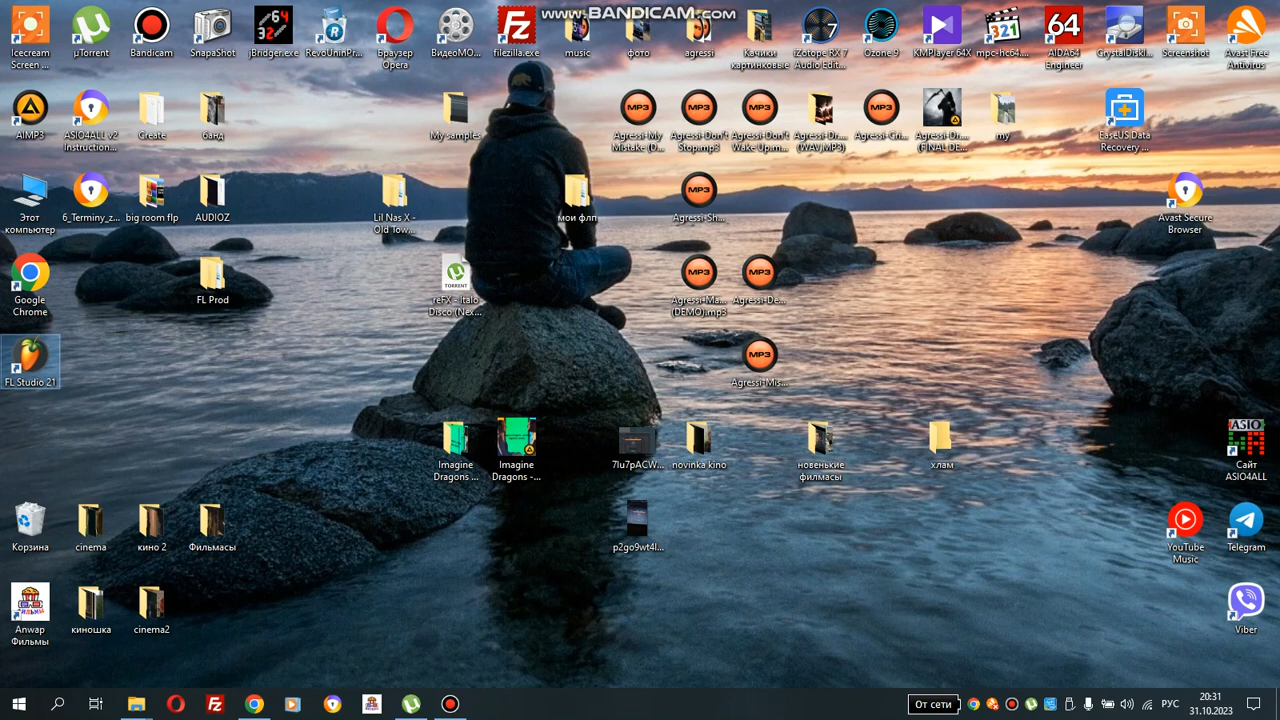 www.BANDICAM.com
Icecream
Screen ...
µTorrent
Bandicam
SnapaShot
jBridger.exe
RevoUninPr...
Браузер
Opera
ВидеоМО...
filezilla.exe
music
фото
agressi
Качики
картинковые
iZotope RX 7
Audio Edit...
Ozone 9
KMPlayer 64X
mpc-hc64....
AIDA64
Engineer
CrystalDiskI...
Screenshot
Avast Free
Antivirus
AIMP3
ASIO4ALL v2
Instruction...
Create
банд
My samples
Agressi-My
Mistake (D...
Agressi-Don't
Stop.mp3
Agressi-Don't
Wake Up.m...
Agressi-Dr....
(WAV,MP3)
Agressi-Gri...
Agressi-Dr....
(FINAL DE...
my
EaseUS Data
Recovery ...
Этот
компьютер
6_Terminy_z...
big room flp
AUDIOZ
Lil Nas X -
Old Tow...
мои флп
Agressi-Sh...
Avast Secure
Browser
Google
Chrome
FL Prod
TORRENT
reFX - Italo
Disco (Nex...
Agressi-Ma...
(DEMO).mp3
Agressi-De...
FL Studio 21
Agressi-Mis...
Imagine
Dragons ...
Imagine
Dragons -...
7lu7pACW...
novinka kino
новенькие
филмасы
хлам
Сайт
ASIO4ALL
Корзина
cinema
кино 2
Фильмасы
p2go9wt4l...
YouTube
Music
Telegram
Anwap
Фильмы
киношка
cinema2
Viber
От сети
РУС
20:31
31.10.2023